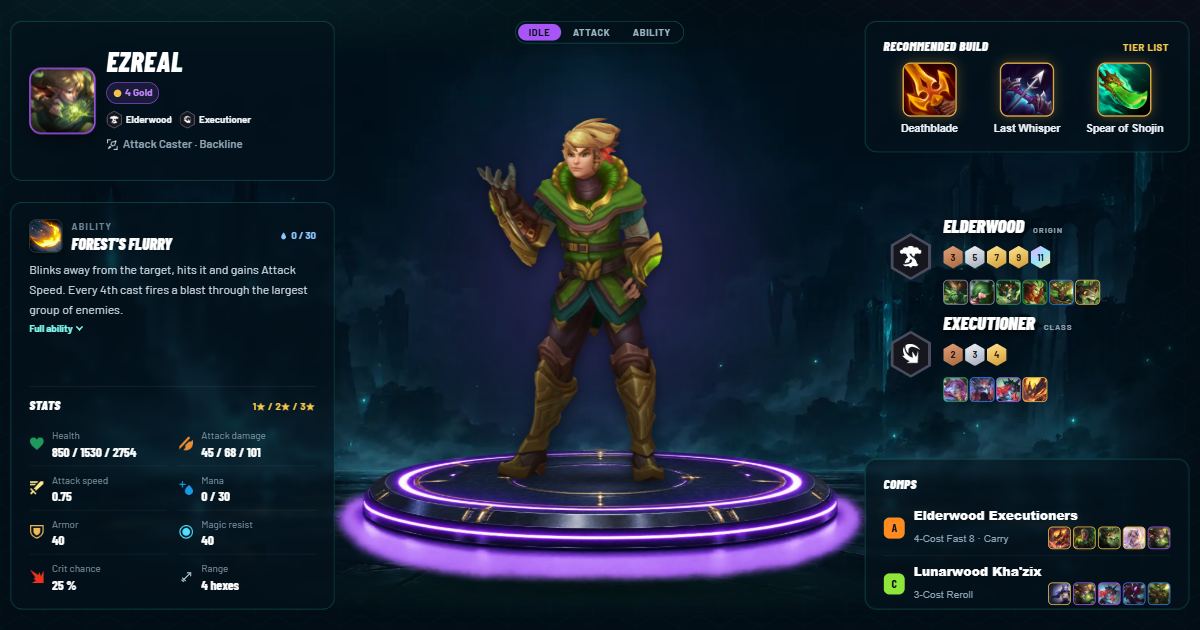 IDLE
ATTACK
ABILITY
EZREAL
4 Gold
Elderwood
Executioner
Attack Caster · Backline
ABILITY
FOREST'S FLURRY
0 / 30
Blinks away from the target, hits it and gains Attack
Speed. Every 4th cast fires a blast through the largest
group of enemies.
Full ability
STATS
1★ / 2★ / 3★
Health
850 / 1530 / 2754
Attack damage
45 / 68 / 101
Attack speed
0.75
Mana
0 / 30
Armor
40
Magic resist
40
Crit chance
25 %
Range
4 hexes
RECOMMENDED BUILD
TIER LIST
Deathblade
Last Whisper
Spear of Shojin
ELDERWOOD ORIGIN
3 5 7 9 11
EXECUTIONER CLASS
2 3 4
COMPS
A
Elderwood Executioners
4-Cost Fast 8 · Carry
C
Lunarwood Kha'zix
3-Cost Reroll